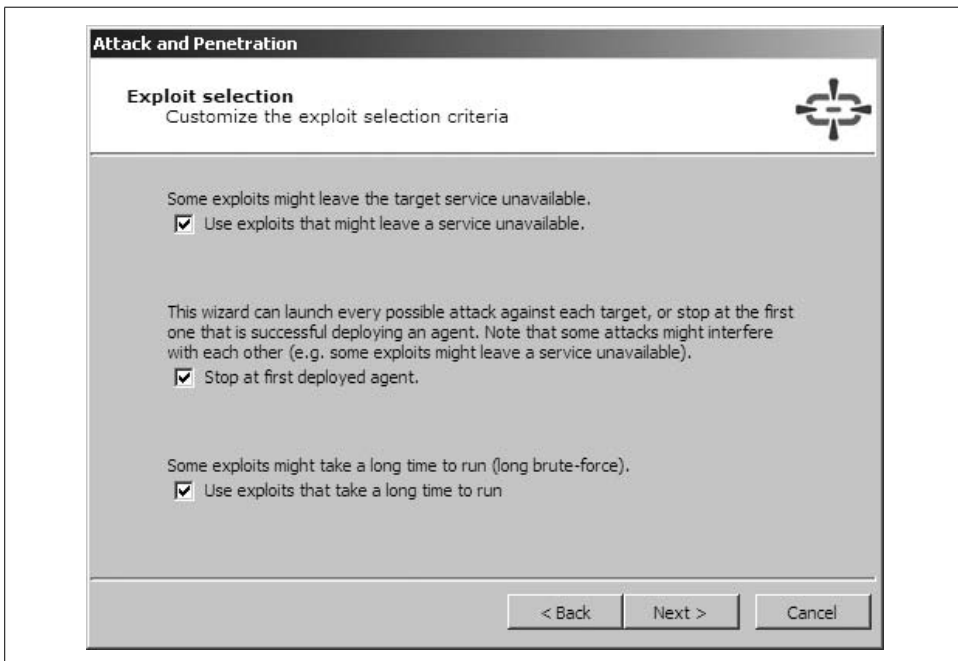 Attack and Penetration
Exploit selection
Customize the exploit selection criteria
Some exploits might leave the target service unavailable.
Use exploits that might leave a service unavailable.
This wizard can launch every possible attack against each target, or stop at the first
one that is successful deploying an agent. Note that some attacks might interfere
with each other (e.g. some exploits might leave a service unavailable).
Stop at first deployed agent.
Some exploits might take a long time to run (long brute-force).
Use exploits that take a long time to run
< Back
Next >
Cancel